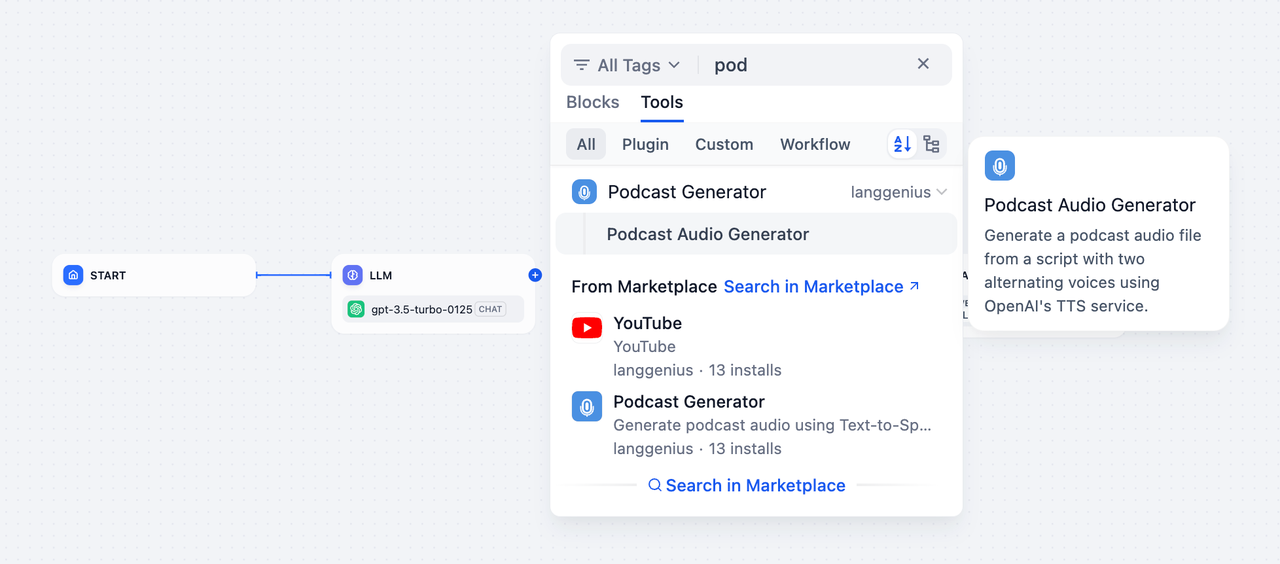 START
LLM
gpt-3.5-turbo-0125 CHAT
All Tags pod
Blocks Tools
All Plugin Custom Workflow
Podcast Generator langgenius
Podcast Audio Generator
From Marketplace Search in Marketplace
YouTube
YouTube
langgenius · 13 installs
Podcast Generator
Generate podcast audio using Text-to-Sp...
langgenius · 13 installs
Search in Marketplace
Podcast Audio Generator
Generate a podcast audio file
from a script with two
alternating voices using
OpenAI's TTS service.